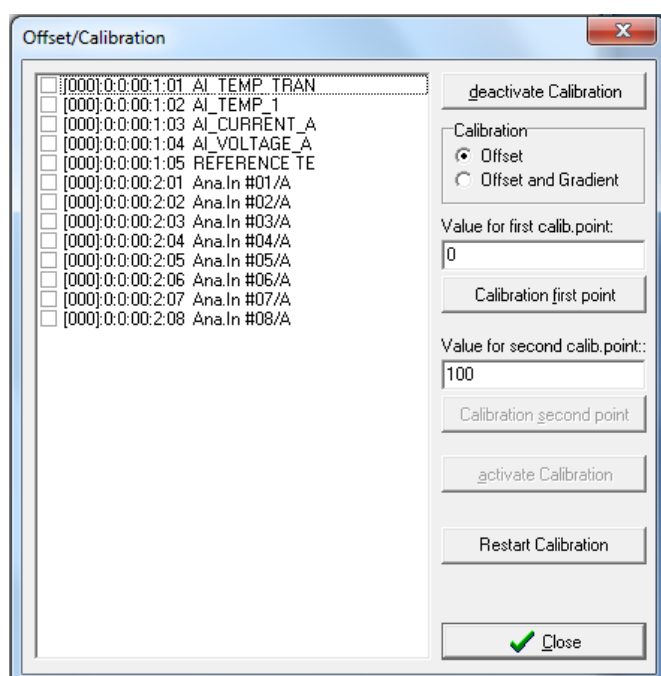 Offset/Calibration
[000]:0:0:00:1:01 AI_TEMP_TRAN
[000]:0:0:00:1:02 AI_TEMP_1
[000]:0:0:00:1:03 AI_CURRENT_A
[000]:0:0:00:1:04 AI_VOLTAGE_A
[000]:0:0:00:1:05 REFERENCE TE
[000]:0:0:00:2:01 Ana.In #01/A
[000]:0:0:00:2:02 Ana.In #02/A
[000]:0:0:00:2:03 Ana.In #03/A
[000]:0:0:00:2:04 Ana.In #04/A
[000]:0:0:00:2:05 Ana.In #05/A
[000]:0:0:00:2:06 Ana.In #06/A
[000]:0:0:00:2:07 Ana.In #07/A
[000]:0:0:00:2:08 Ana.In #08/A
deactivate Calibration
Calibration
Offset
Offset and Gradient
Value for first calib.point:
0
Calibration first point
Value for second calib.point::
100
Calibration second point
activate Calibration
Restart Calibration
Close